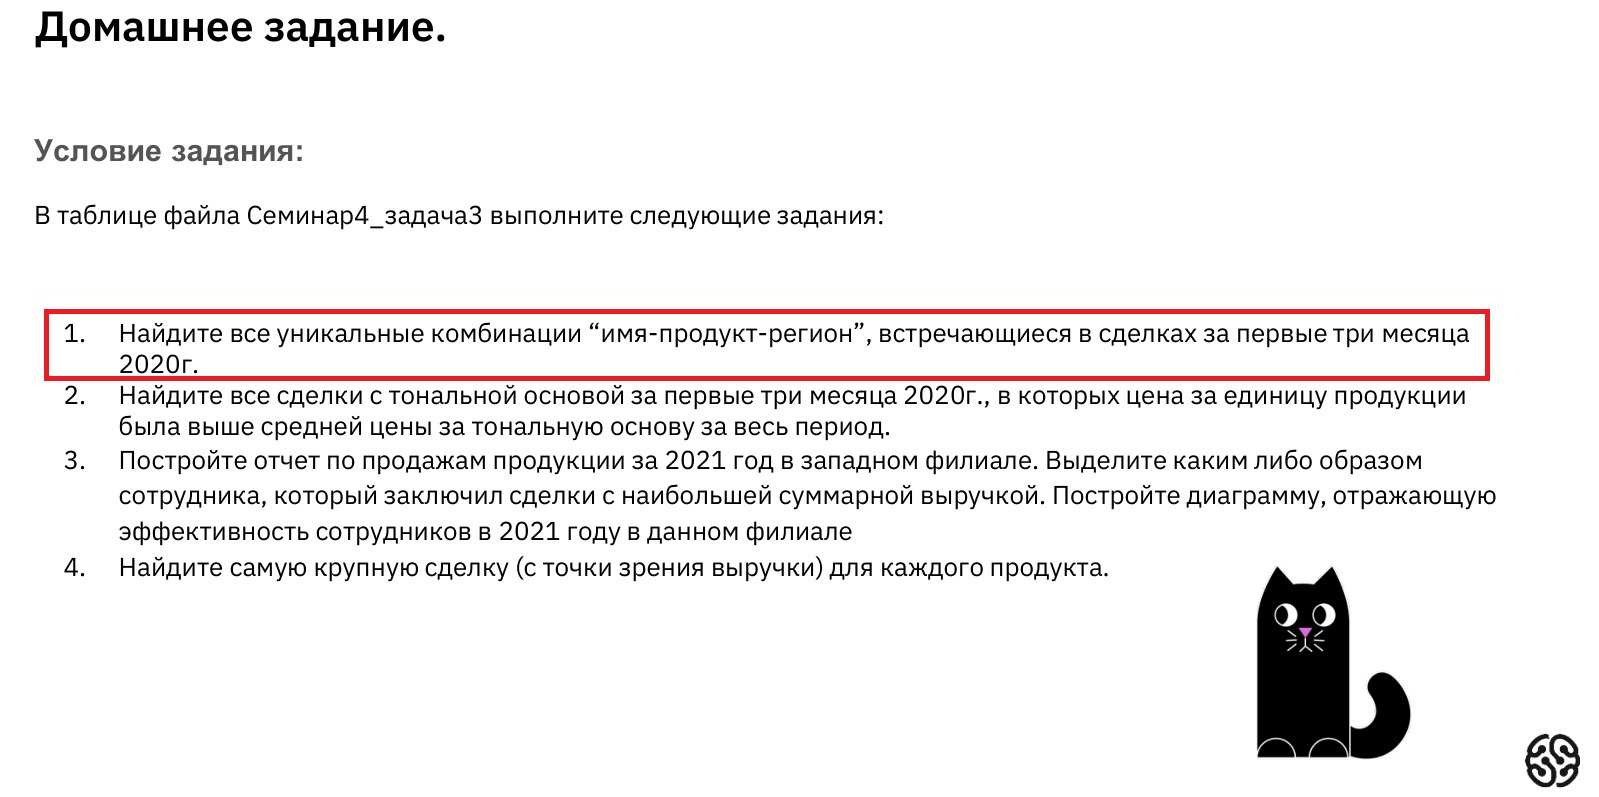 Домашнее задание.
Условие задания:
В таблице файла Семинар4_задача3 выполните следующие задания:
1. Найдите все уникальные комбинации “имя-продукт-регион”, встречающиеся в сделках за первые три месяца
2020г.
2. Найдите все сделки с тональной основой за первые три месяца 2020г., в которых цена за единицу продукции
была выше средней цены за тональную основу за весь период.
3. Постройте отчет по продажам продукции за 2021 год в западном филиале. Выделите каким либо образом
сотрудника, который заключил сделки с наибольшей суммарной выручкой. Постройте диаграмму, отражающую
эффективность сотрудников в 2021 году в данном филиале
4. Найдите самую крупную сделку (с точки зрения выручки) для каждого продукта.